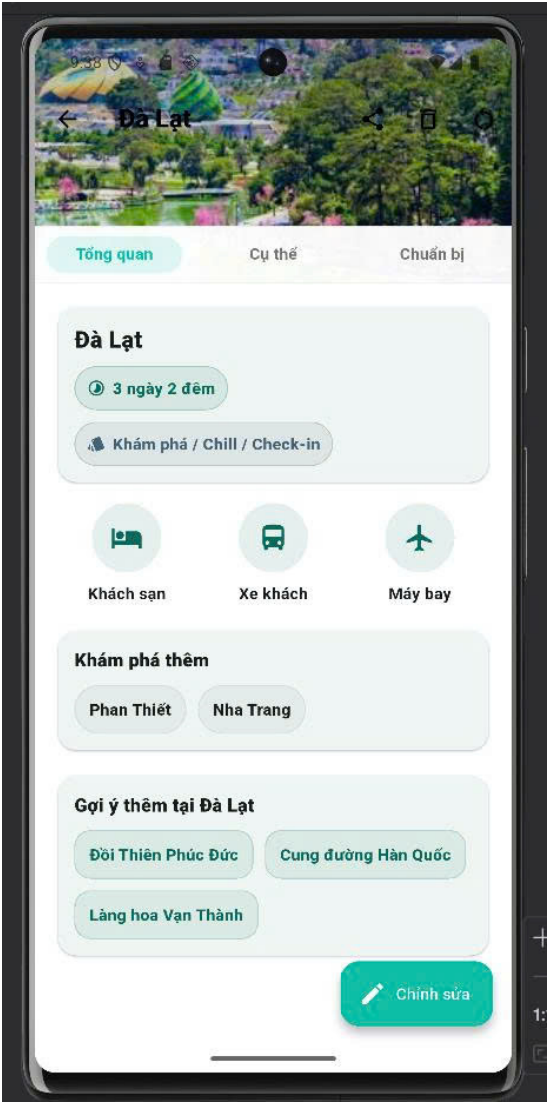 9:38
Đà Lạt
Tổng quan Cụ thể Chuẩn bị
Đà Lạt
3 ngày 2 đêm
Khám phá / Chill / Check-in
Khách sạn Xe khách Máy bay
Khám phá thêm
Phan Thiết Nha Trang
Gợi ý thêm tại Đà Lạt
Đồi Thiên Phúc Đức Cung đường Hàn Quốc
Làng hoa Vạn Thành
Chỉnh sửa